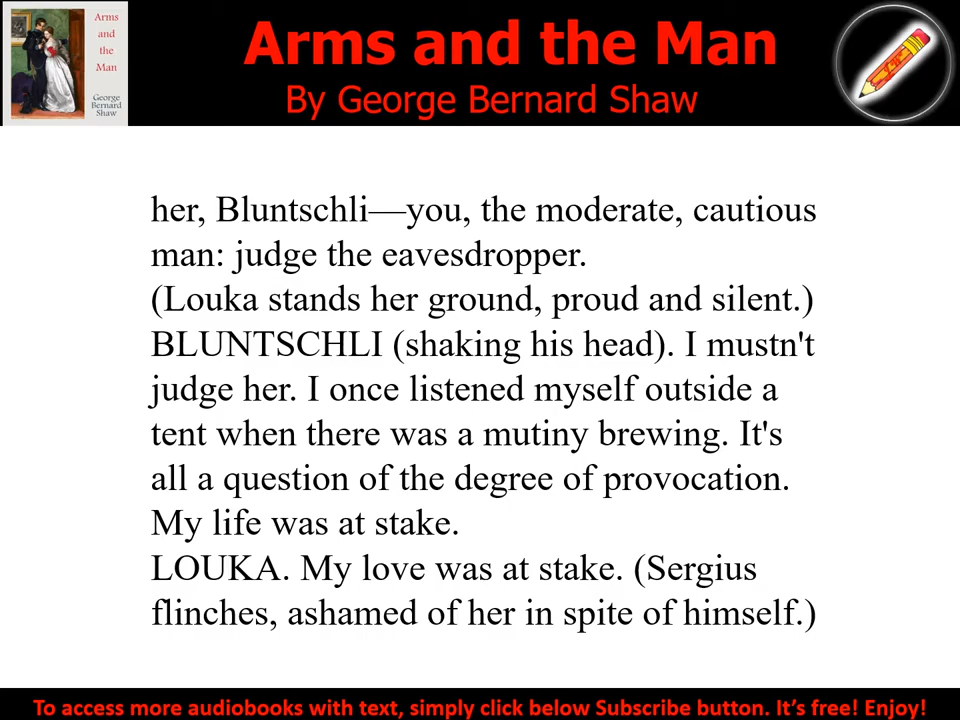 Arms
and
the
Man
George
Bernard
Shaw
Arms and the Man
By George Bernard Shaw
her, Bluntschli—you, the moderate, cautious
man: judge the eavesdropper.
(Louka stands her ground, proud and silent.)
BLUNTSCHLI (shaking his head). I mustn't
judge her. I once listened myself outside a
tent when there was a mutiny brewing. It's
all a question of the degree of provocation.
My life was at stake.
LOUKA. My love was at stake. (Sergius
flinches, ashamed of her in spite of himself.)
To access more audiobooks with text, simply click below Subscribe button. It's free! Enjoy!